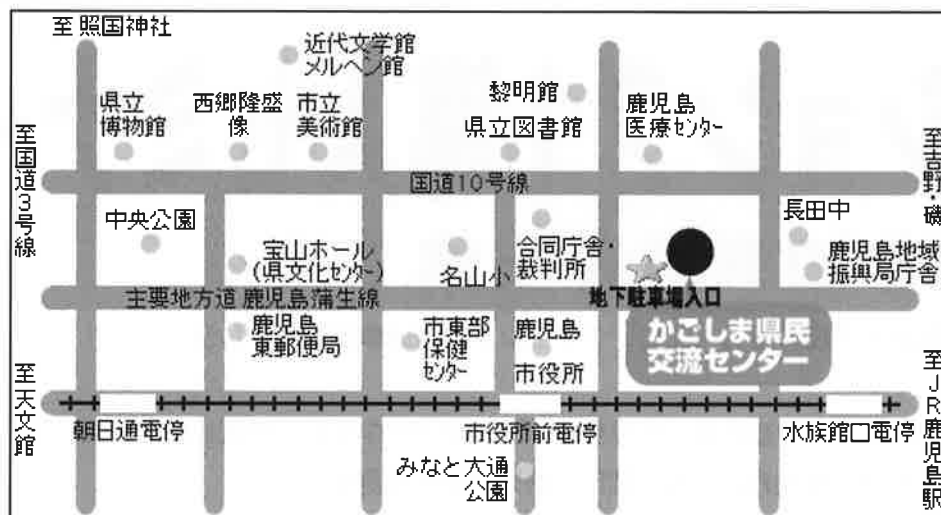 至 照国神社
近代文学館
メルヘン館
黎明館
県立
博物館
西郷隆盛
像
市立
美術館
県立図書館
鹿児島
医療センター
至国道3号線
至吉野・磯
国道10号線
中央公園
宝山ホール
(県文化センター)
名山小
合同庁舎・
裁判所
長田中
鹿児島地域
振興局庁舎
主要地方道 鹿児島蒲生線
地下駐車場入口
かごしま県民
交流センター
鹿児島
東郵便局
市東部
保健
センター
鹿児島
市役所
至天文館
至JR鹿児島駅
朝日通電停
市役所前電停
水族館口電停
みなと大通
公園